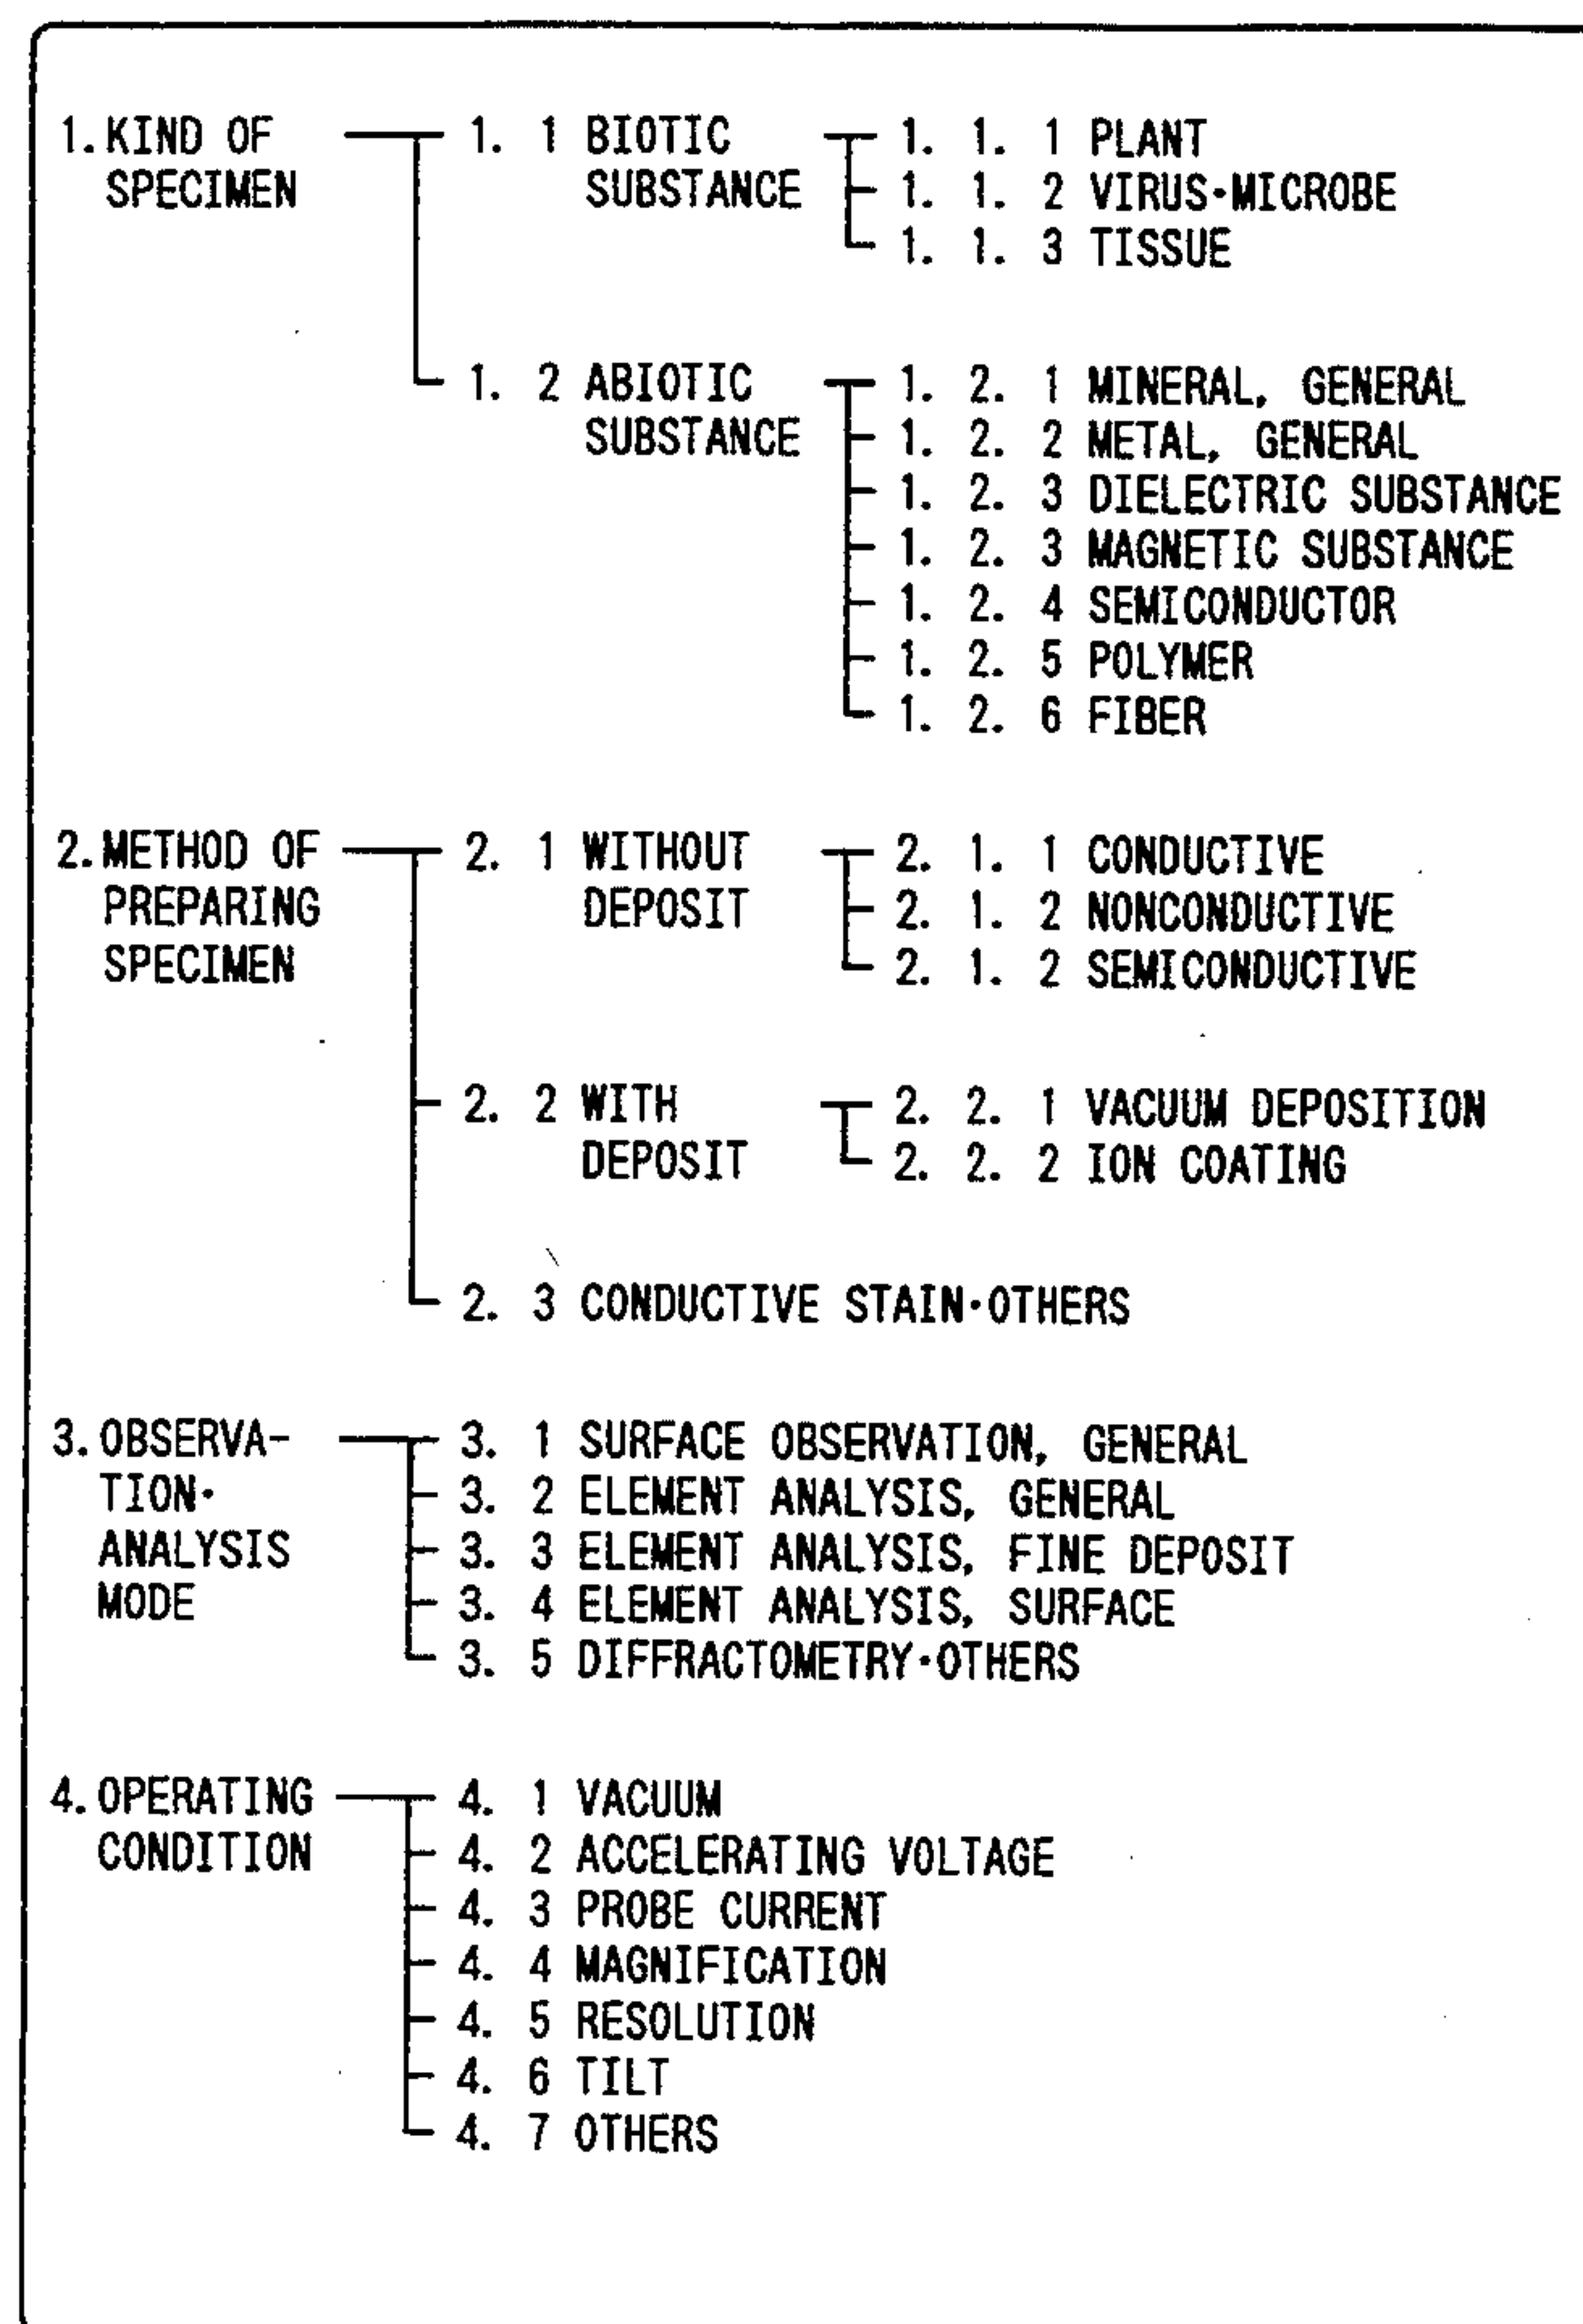 1. KIND OF 1. 1 BIOTIC 1. 1. 1 PLANT
SPECIMEN SUBSTANCE 1. 1. 2 VIRUS·MICROBE
1. 1. 3 TISSUE
1. 2 ABIOTIC 1. 2. 1 MINERAL, GENERAL
SUBSTANCE 1. 2. 2 METAL, GENERAL
1. 2. 3 DIELECTRIC SUBSTANCE
1. 2. 3 MAGNETIC SUBSTANCE
1. 2. 4 SEMICONDUCTOR
1. 2. 5 POLYMER
1. 2. 6 FIBER
2. METHOD OF 2. 1 WITHOUT 2. 1. 1 CONDUCTIVE
PREPARING DEPOSIT 2. 1. 2 NONCONDUCTIVE
SPECIMEN 2. 1. 2 SEMICONDUCTIVE
2. 2 WITH 2. 2. 1 VACUUM DEPOSITION
DEPOSIT 2. 2. 2 ION COATING
2. 3 CONDUCTIVE STAIN·OTHERS
3. OBSERVA- 3. 1 SURFACE OBSERVATION, GENERAL
TION· 3. 2 ELEMENT ANALYSIS, GENERAL
ANALYSIS 3. 3 ELEMENT ANALYSIS, FINE DEPOSIT
MODE 3. 4 ELEMENT ANALYSIS, SURFACE
3. 5 DIFFRACTOMETRY·OTHERS
4. OPERATING 4. 1 VACUUM
CONDITION 4. 2 ACCELERATING VOLTAGE
4. 3 PROBE CURRENT
4. 4 MAGNIFICATION
4. 5 RESOLUTION
4. 6 TILT
4. 7 OTHERS